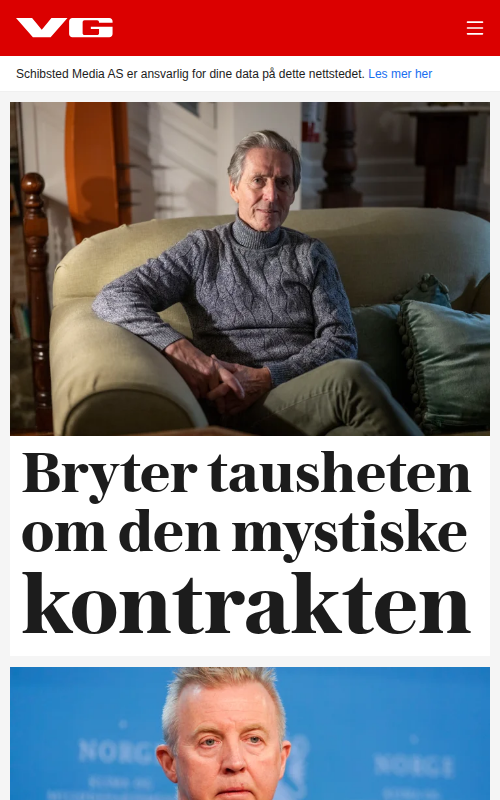 VG
Schibsted Media AS er ansvarlig for dine data på dette nettstedet. Les mer her
Bryter tausheten
om den mystiske
kontrakten
NORGE
NORGE